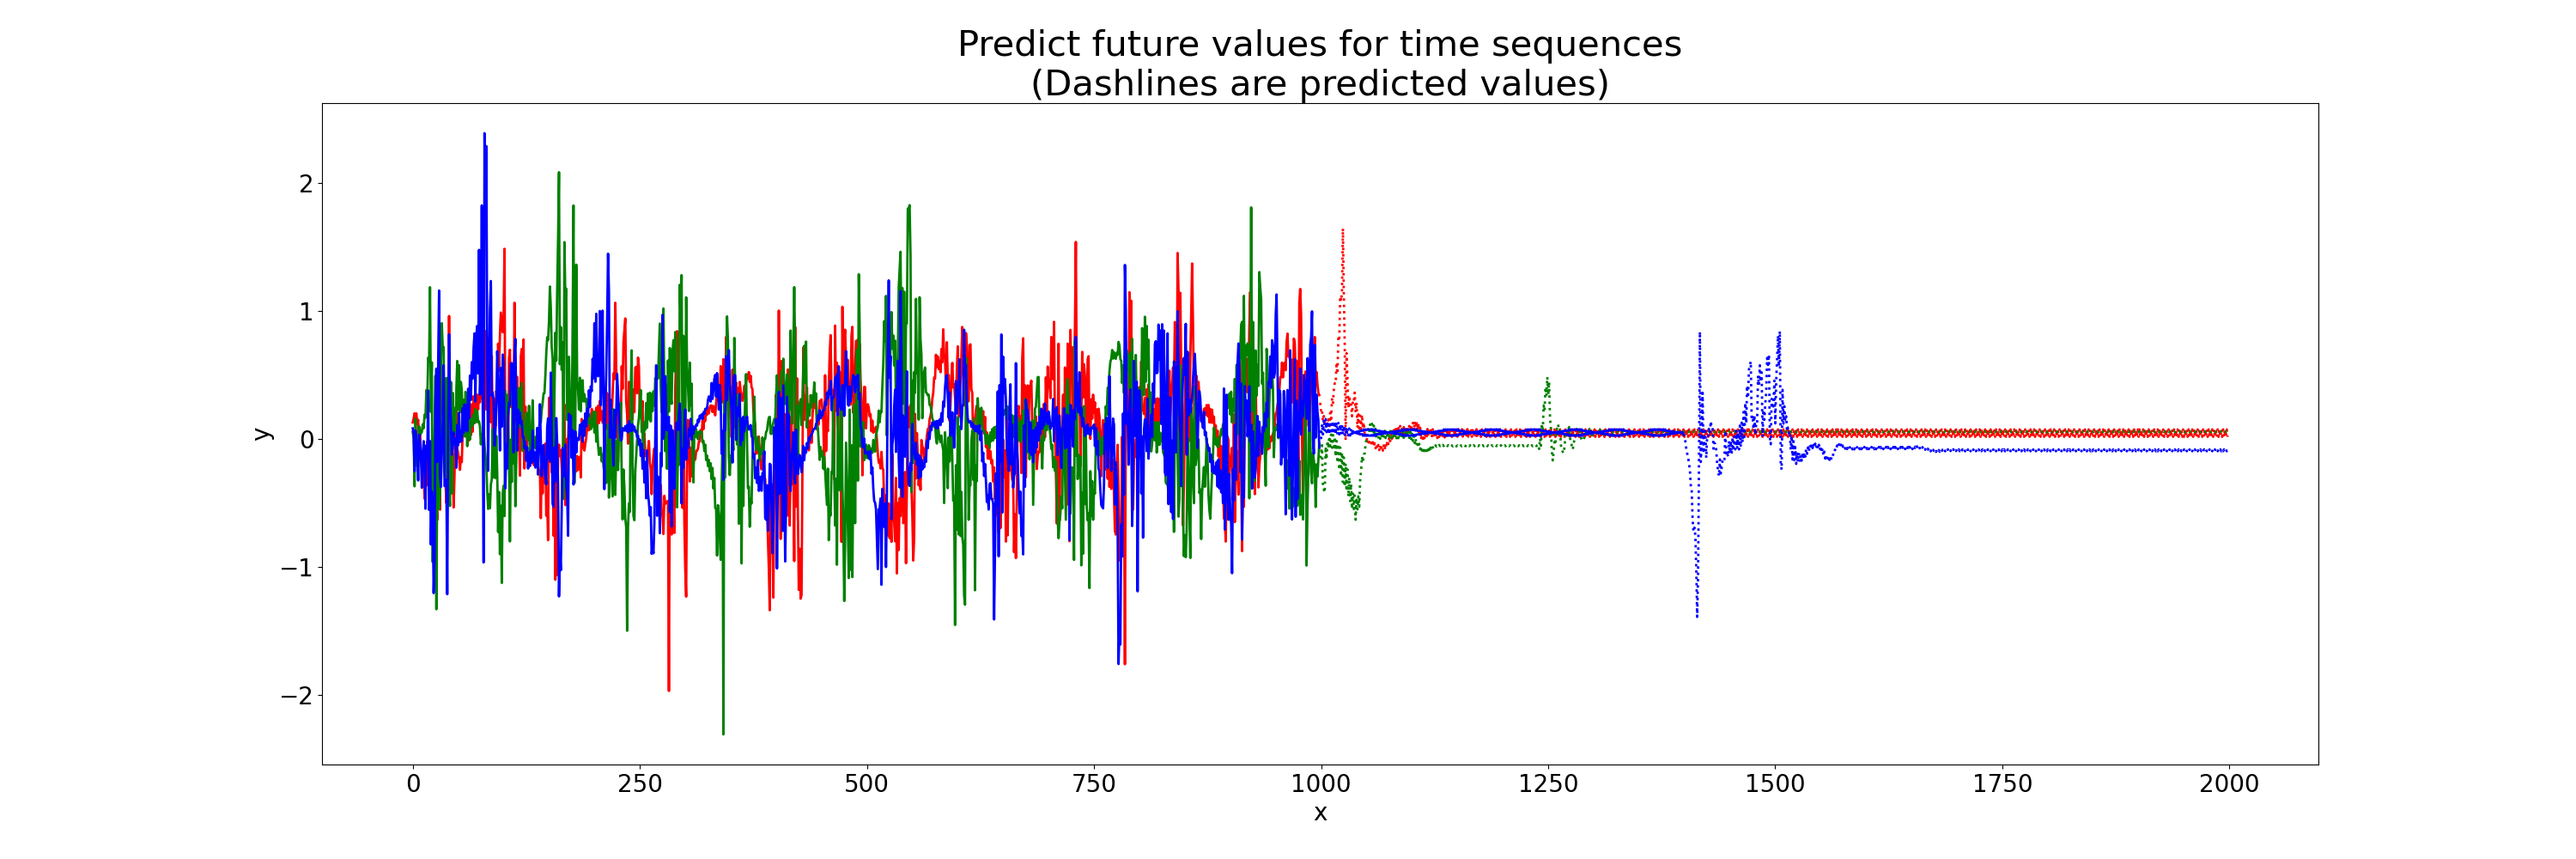 Predict future values for time sequences
(Dashlines are predicted values)
2
1
0
−1
−2
y
0 250 500 750 1000 1250 1500 1750 2000
x